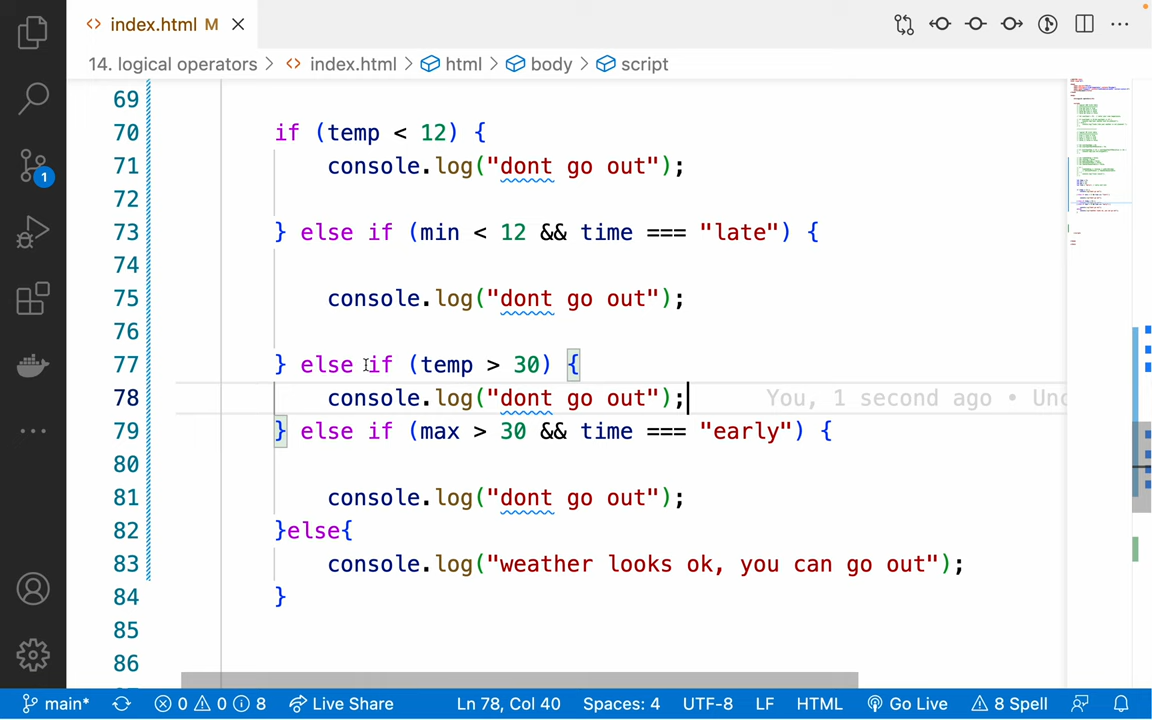 index.html M
14. logical operators > index.html > html > body > script
69
70 if (temp < 12) {
71 console.log("dont go out");
72
73 } else if (min < 12 && time === "late") {
74
75 console.log("dont go out");
76
77 } else if (temp > 30) {
78 console.log("dont go out"); You, 1 second ago • Unc
79 } else if (max > 30 && time === "early") {
80
81 console.log("dont go out");
82 }else{
83 console.log("weather looks ok, you can go out");
84 }
85
86
1
main* 0 0 8 Live Share Ln 78, Col 40 Spaces: 4 UTF-8 LF HTML Go Live 8 Spell